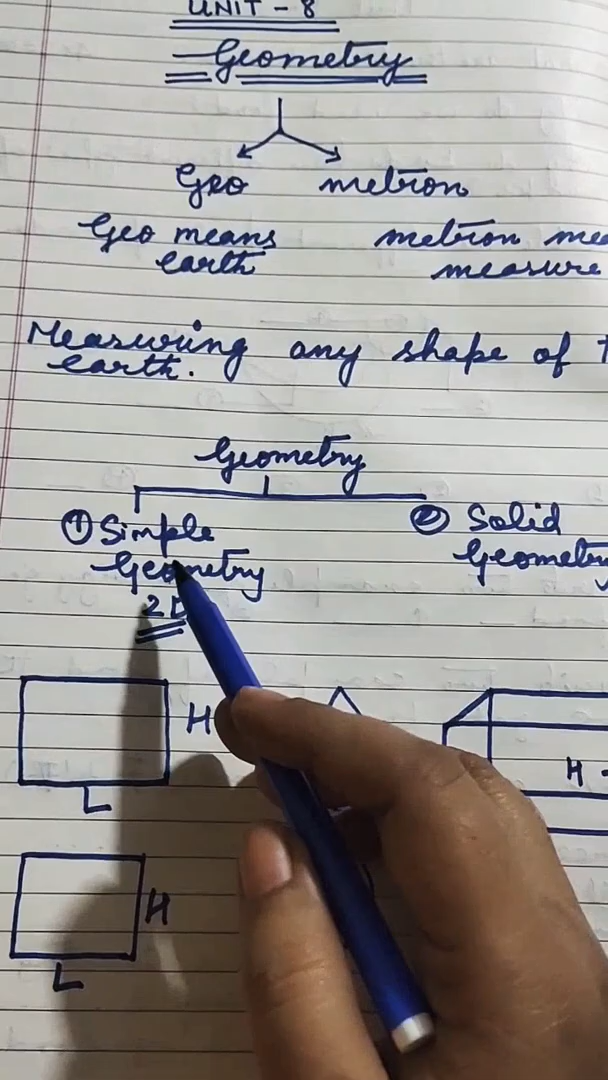 UNIT - 8
Geometry
Geo metron
Geo means metron
earth measure
Measuring any shape of
earth.
Geometry
① Simple ② Solid
Geometry Geometry
2D
H
H
L
H
L